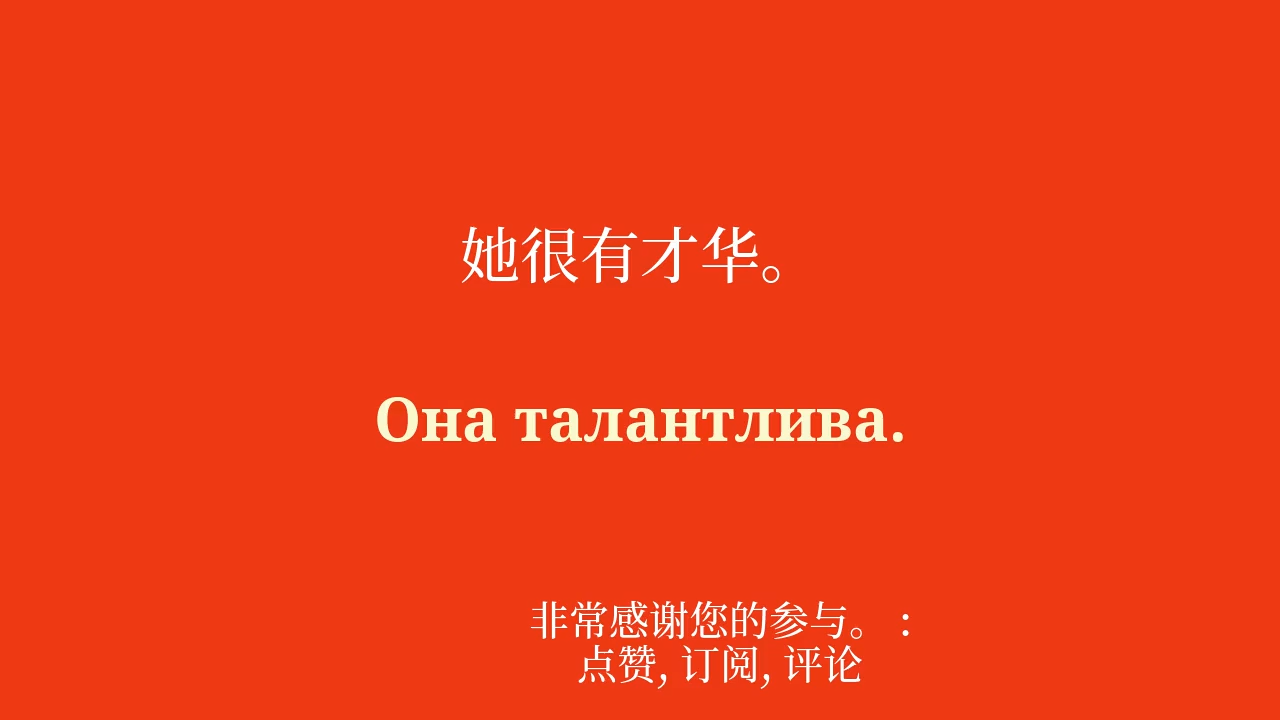 她很有才华。
Она талантлива.
非常感谢您的参与。 :
点赞, 订阅, 评论